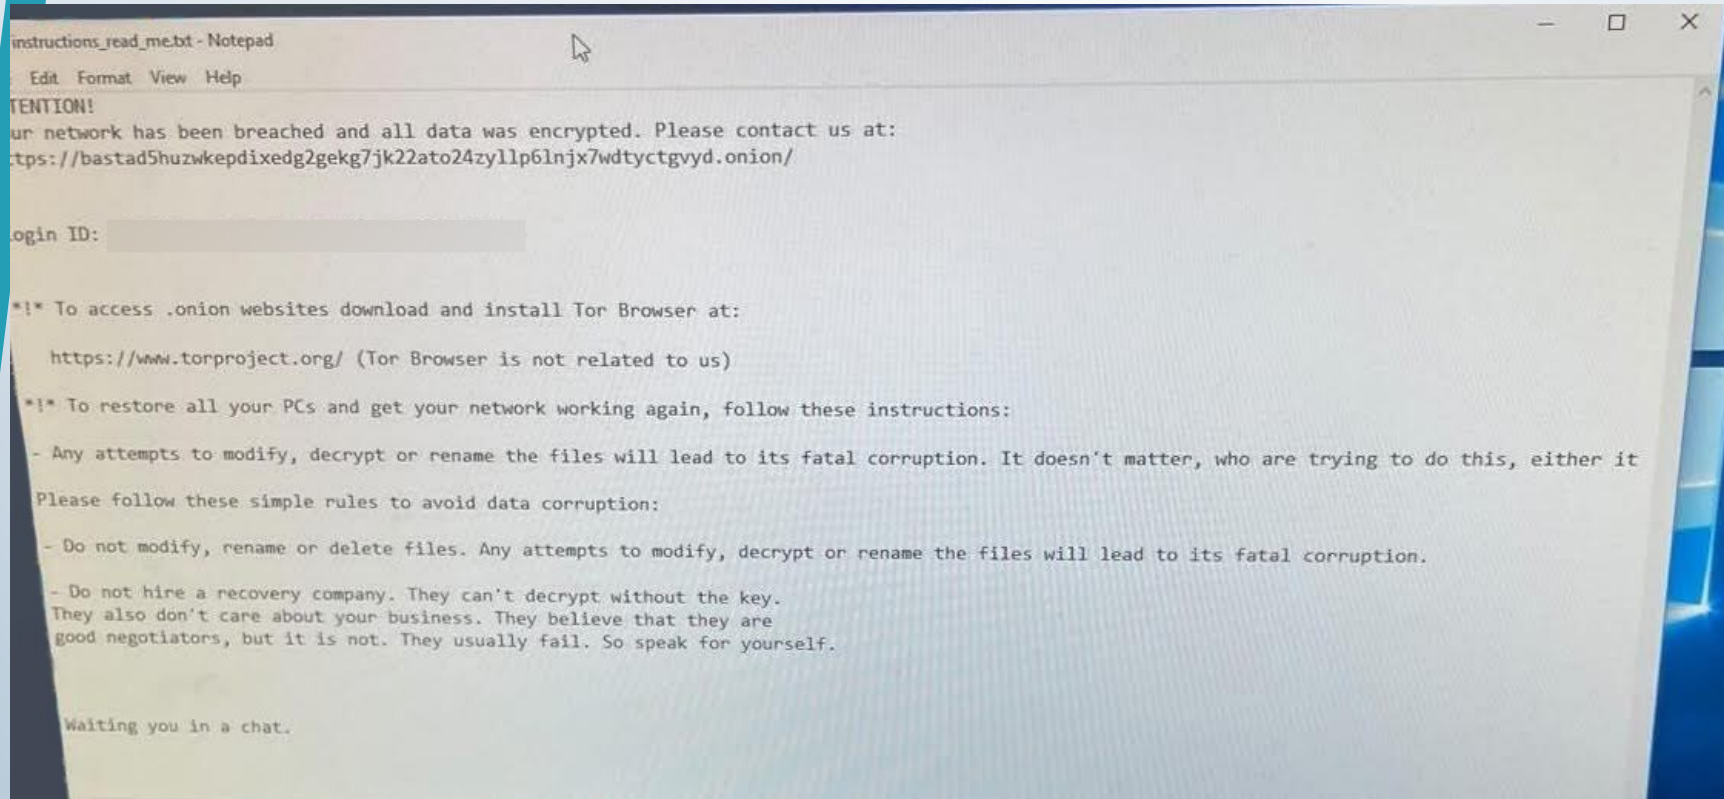 instructions_read_me.txt - Notepad
Edit Format View Help
TENTION!
ur network has been breached and all data was encrypted. Please contact us at:
tps://bastad5huzwkepdixedg2gekg7jk22ato24zyllp6lnjx7wdtyctgvyd.onion/
ogin ID:
*!* To access .onion websites download and install Tor Browser at:
https://www.torproject.org/ (Tor Browser is not related to us)
*!* To restore all your PCs and get your network working again, follow these instructions:
- Any attempts to modify, decrypt or rename the files will lead to its fatal corruption. It doesn't matter, who are trying to do this, either it
Please follow these simple rules to avoid data corruption:
- Do not modify, rename or delete files. Any attempts to modify, decrypt or rename the files will lead to its fatal corruption.
- Do not hire a recovery company. They can't decrypt without the key.
They also don't care about your business. They believe that they are
good negotiators, but it is not. They usually fail. So speak for yourself.
Waiting you in a chat.